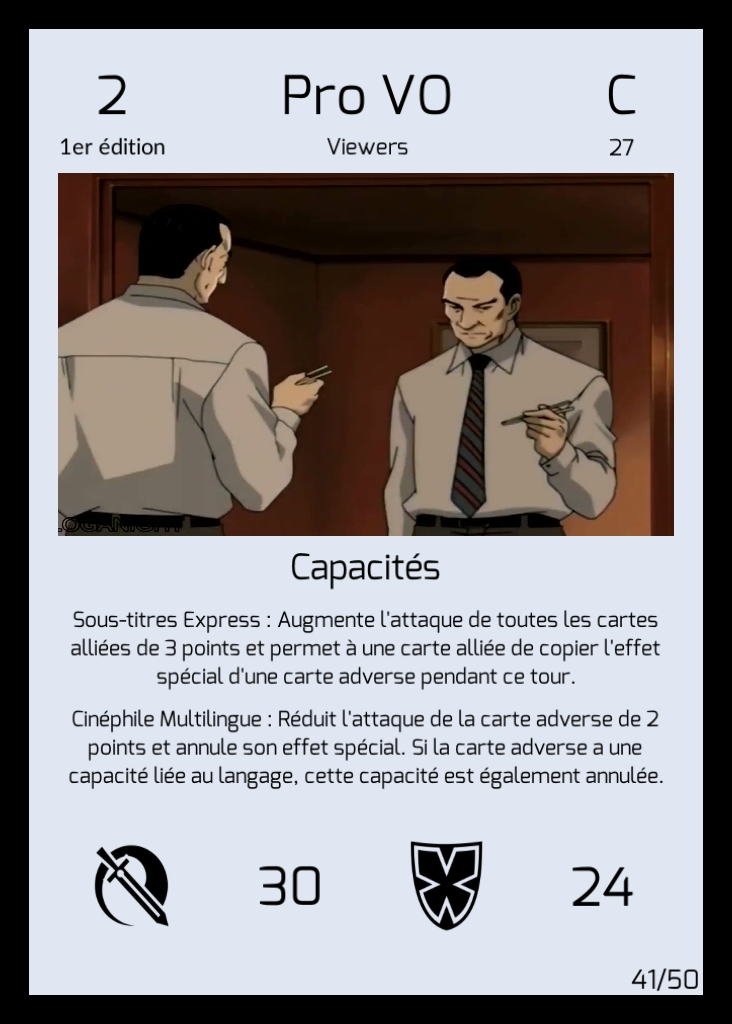 2 Pro VO C
1er édition Viewers 27
Capacités
Sous-titres Express : Augmente l'attaque de toutes les cartes
alliées de 3 points et permet à une carte alliée de copier l'effet
spécial d'une carte adverse pendant ce tour.
Cinéphile Multilingue : Réduit l'attaque de la carte adverse de 2
points et annule son effet spécial. Si la carte adverse a une
capacité liée au langage, cette capacité est également annulée.
30 24
41/50